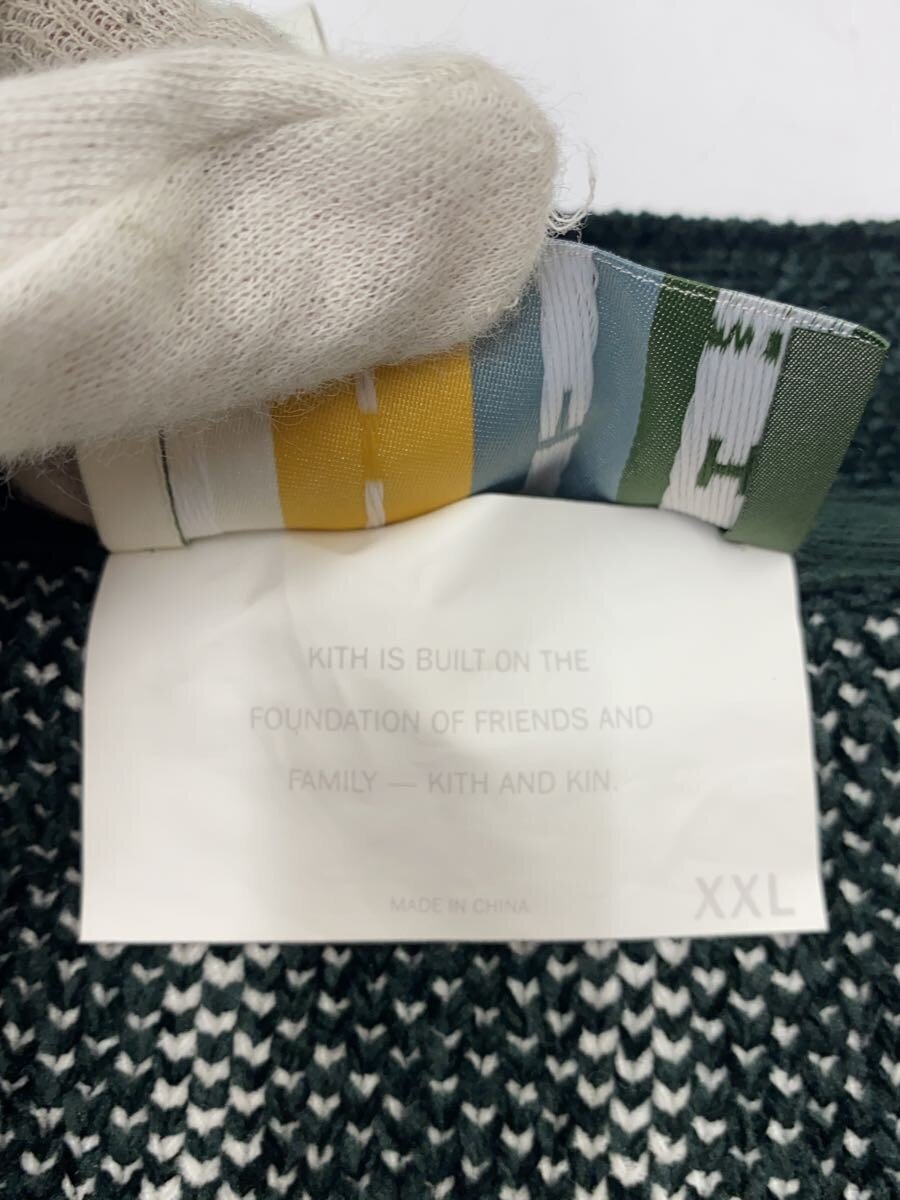 KITH IS BUILT ON THE
FOUNDATION OF FRIENDS AND
FAMILY — KITH AND KIN.
MADE IN CHINA
XXL